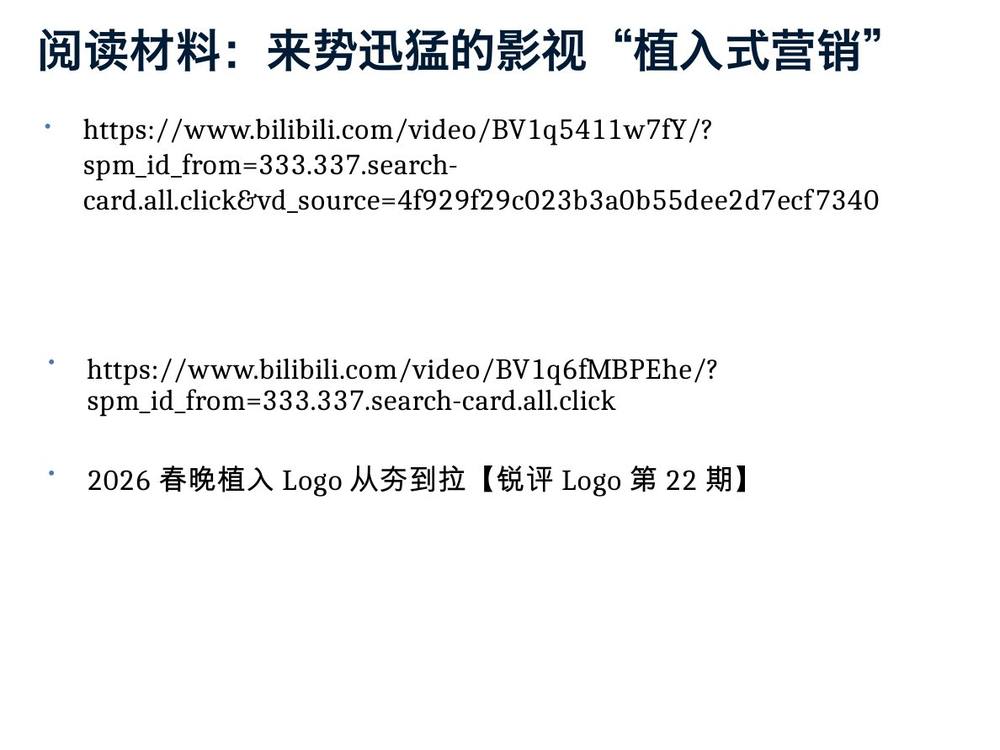 阅读材料：来势迅猛的影视“植入式营销”
• https://www.bilibili.com/video/BV1q5411w7fY/?
spm_id_from=333.337.search-
card.all.click&vd_source=4f929f29c023b3a0b55dee2d7ecf7340
• https://www.bilibili.com/video/BV1q6fMBPEhe/?
spm_id_from=333.337.search-card.all.click
• 2026 春晚植入 Logo 从夯到拉【锐评 Logo 第 22 期】